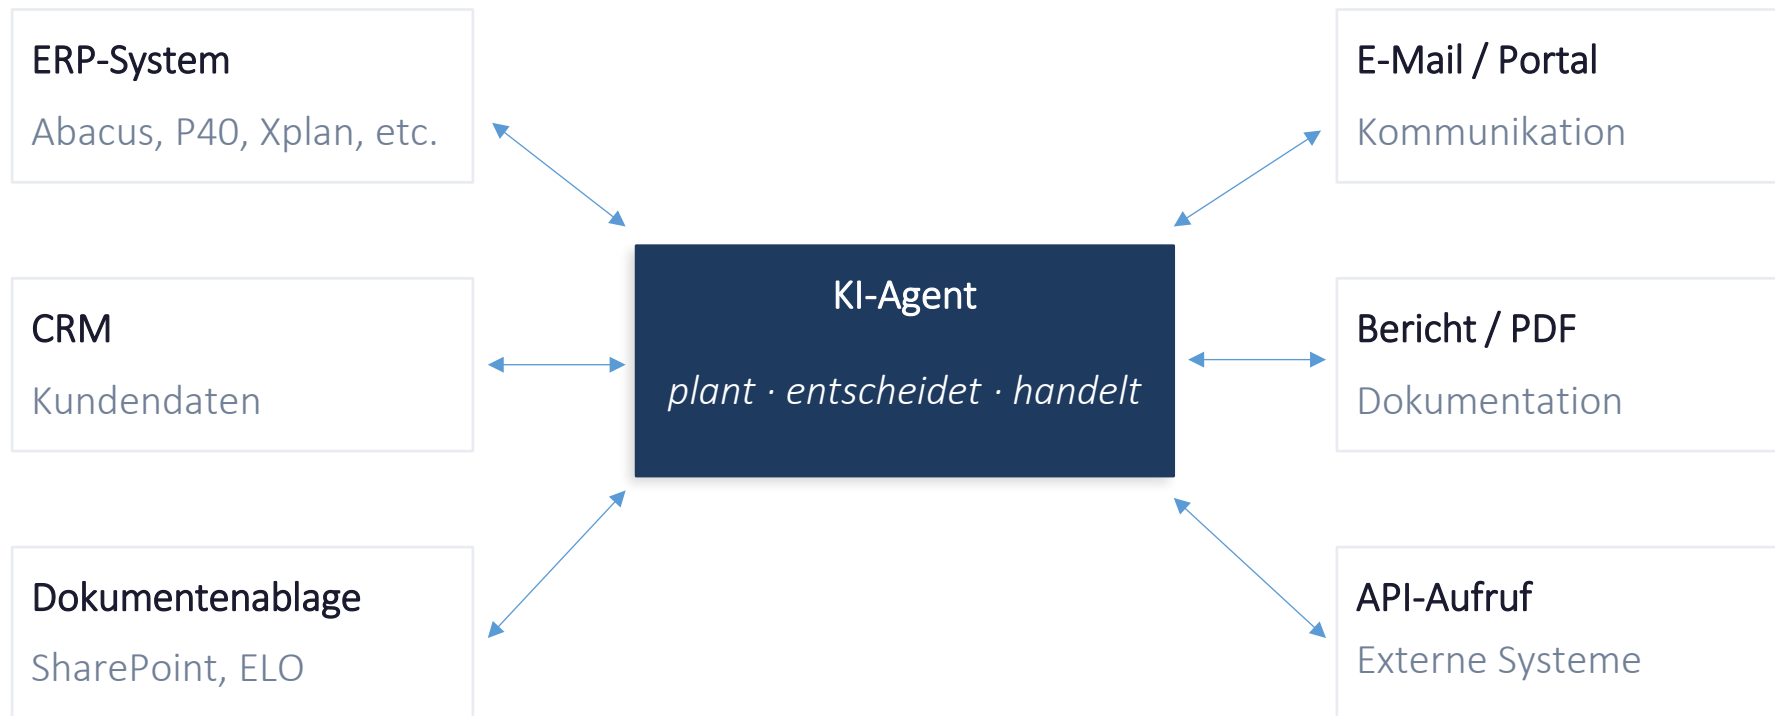 ERP-System
Abacus, P40, Xplan, etc.
CRM
Kundendaten
Dokumentenablage
SharePoint, ELO
KI-Agent
plant · entscheidet · handelt
E-Mail / Portal
Kommunikation
Bericht / PDF
Dokumentation
API-Aufruf
Externe Systeme